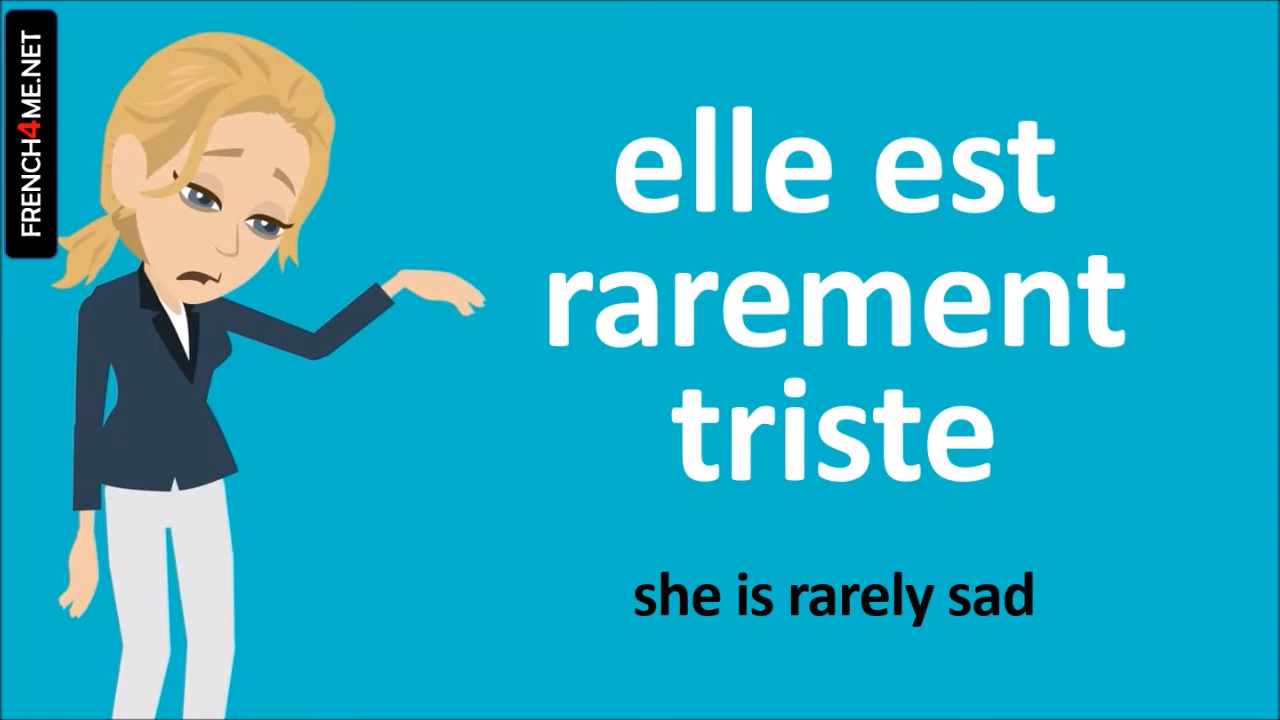 FRENCH4ME.NET
elle est
rarement
triste
she is rarely sad